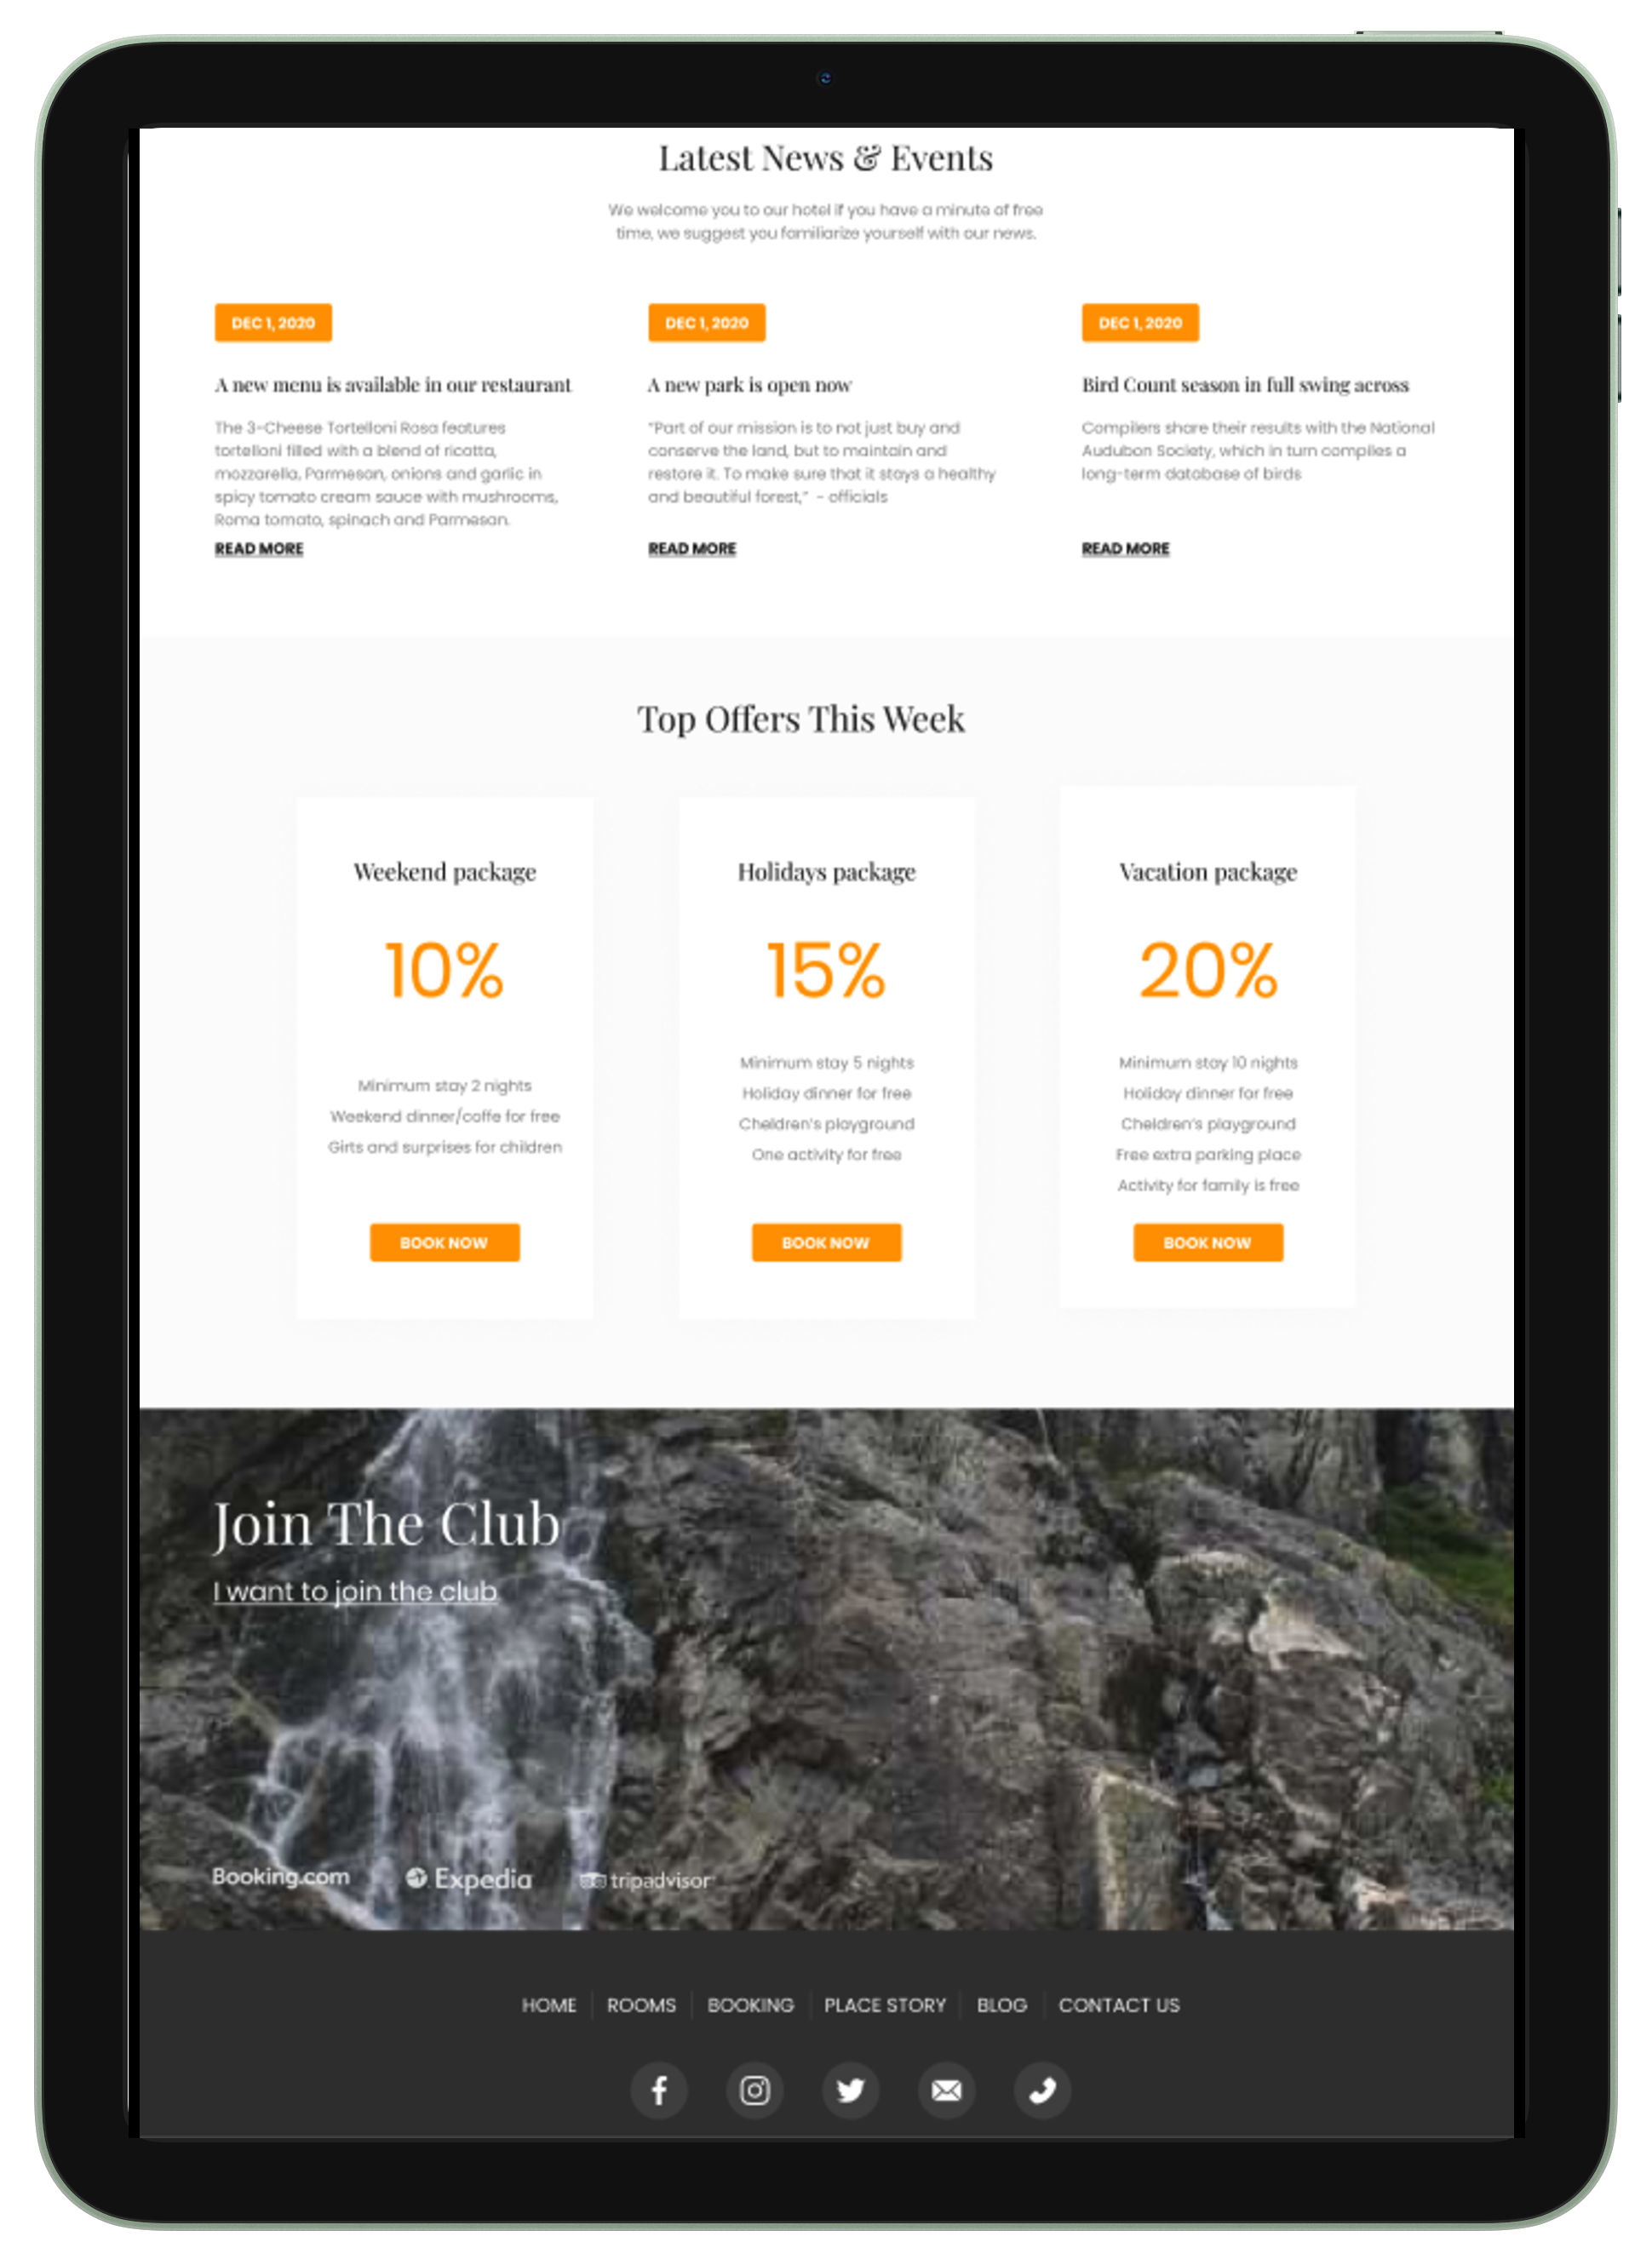 Latest News & Events
We welcome you to our hotel if you have a minute of free
time, we suggest you familiarize yourself with our news.
DEC 1, 2020
A new menu is available in our restaurant
The 3-Cheese Tortelloni Rosa features
tortelloni filled with a blend of ricotta,
mozzarella, Parmesan, onions and garlic in
spicy tomato cream sauce with mushrooms,
Roma tomato, spinach and Parmesan.
READ MORE
DEC 1, 2020
A new park is open now
"Part of our mission is to not just buy and
conserve the land, but to maintain and
restore it. To make sure that it stays a healthy
and beautiful forest,"  - officials
READ MORE
DEC 1, 2020
Bird Count season in full swing across
Compilers share their results with the National
Audubon Society, which in turn compiles a
long-term database of birds
READ MORE
Top Offers This Week
Weekend package
10%
Minimum stay 2 nights
Weekend dinner/coffe for free
Girts and surprises for children
BOOK NOW
Holidays package
15%
Minimum stay 5 nights
Holiday dinner for free
Cheldren's playground
One activity for free
BOOK NOW
Vacation package
20%
Minimum stay 10 nights
Holiday dinner for free
Cheldren's playground
Free extra parking place
Activity for family is free
BOOK NOW
Join The Club
I want to join the club
Booking.com
Expedia
tripadvisor
HOME
ROOMS
BOOKING
PLACE STORY
BLOG
CONTACT US